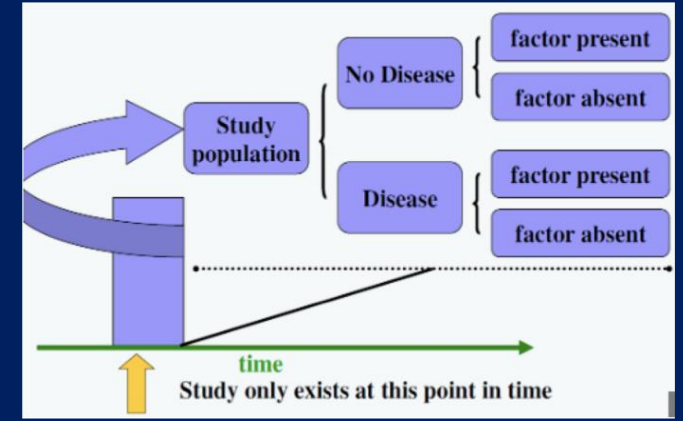 factor present
No Disease
factor absent
Study
population
factor present
Disease
factor absent
time
Study only exists at this point in time